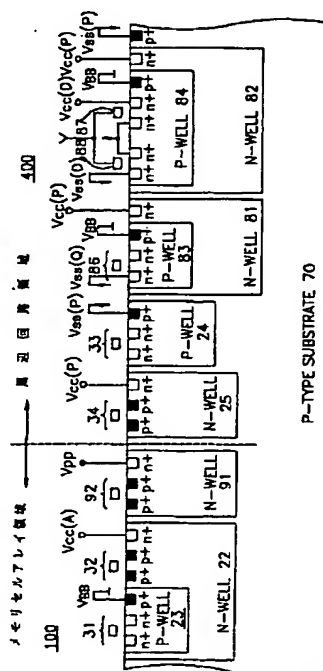 メモリセルアレイ領域 周辺回路領域
100 400
31 VBB 32 Vcc(A) 92 Vpp 34 Vcc(P) 33 Vss(P) 86 Vss(Q) VBB Vcc(P) Vss(O) 88 Y 87 Vcc(O) VBB Vcc(P) Vss(P)
n+ n+ p+ p+ p+ n+ p+ p+ n+ p+ p+ n+ n+ n+ p+ n+ n+ p+ n+ n+ n+ n+ n+ p+ n+ p+
P-WELL
23
N-WELL 22
N-WELL
91
N-WELL
25
P-WELL
24
P-WELL
83
N-WELL 81
P-WELL 84
N-WELL 82
P-TYPE SUBSTRATE 70